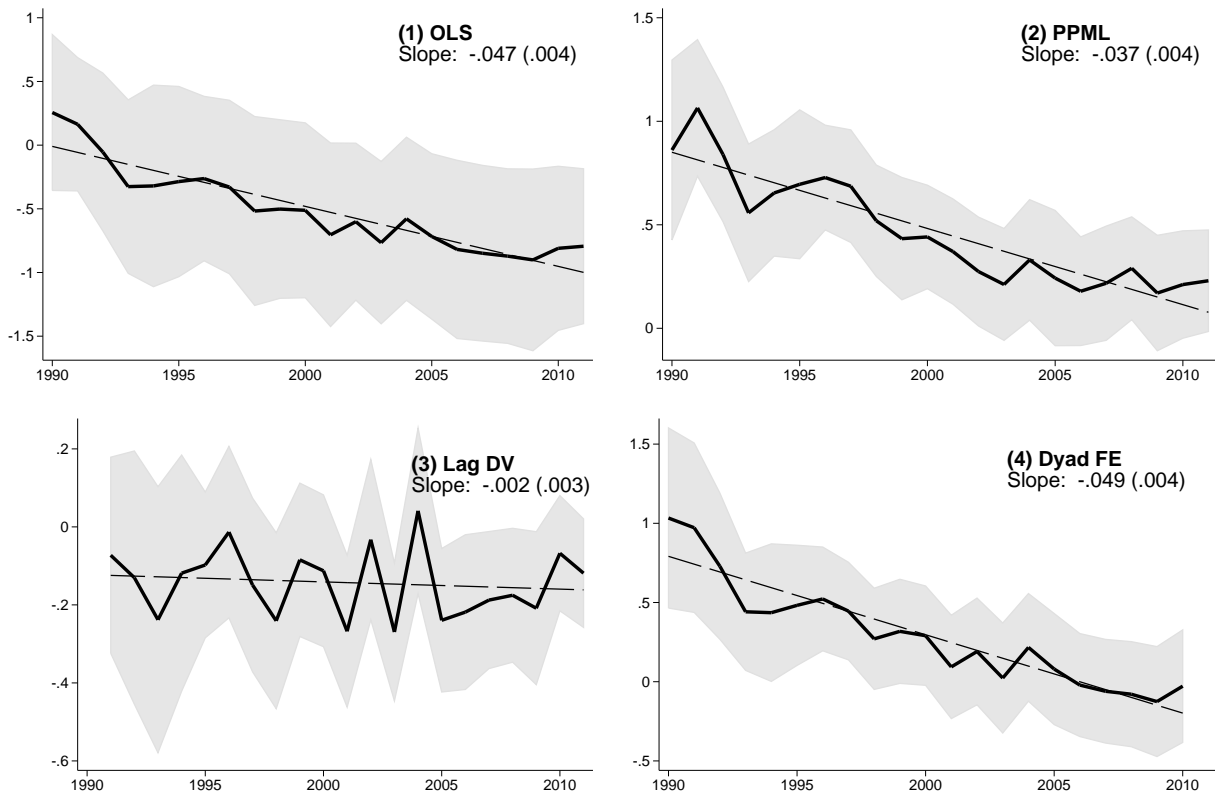 (1) OLS
Slope: -.047 (.004)
1
.5
0
-.5
-1
-1.5
1990 1995 2000 2005 2010
(2) PPML
Slope: -.037 (.004)
1.5
1
.5
0
1990 1995 2000 2005 2010
(3) Lag DV
Slope: -.002 (.003)
.2
0
-.2
-.4
-.6
1990 1995 2000 2005 2010
(4) Dyad FE
Slope: -.049 (.004)
1.5
1
.5
0
-.5
1990 1995 2000 2005 2010